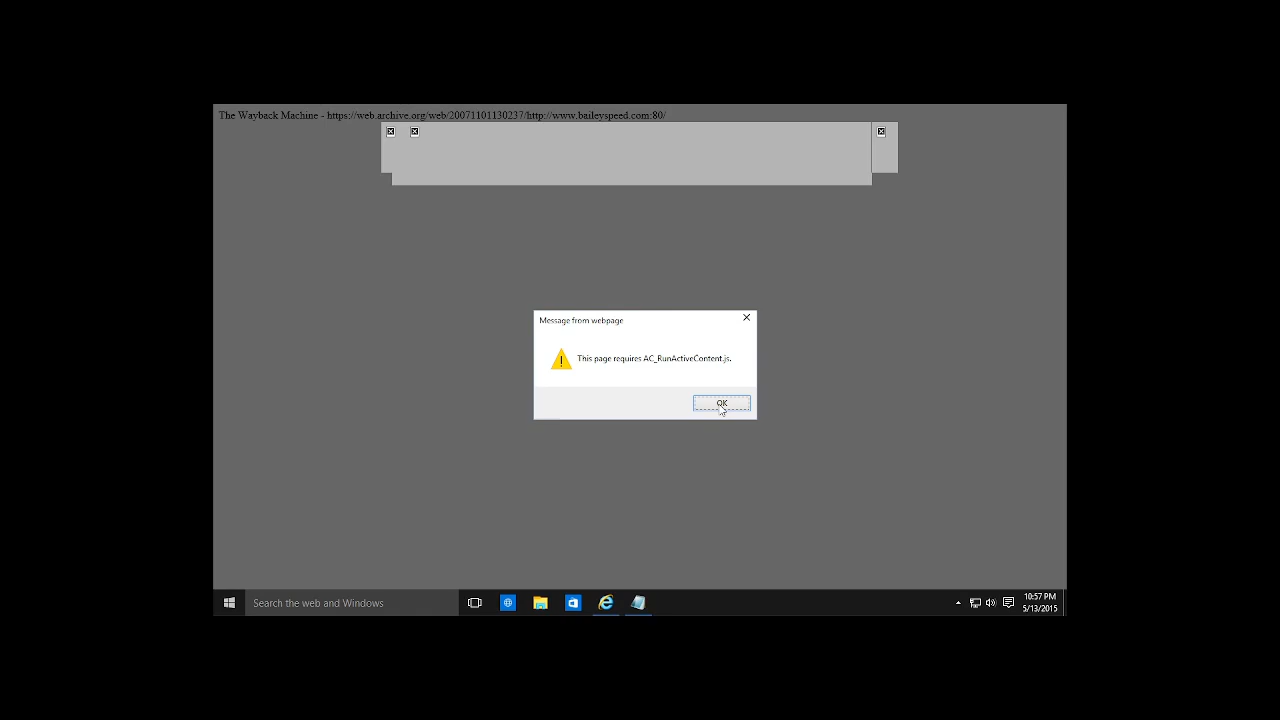 The Wayback Machine - https://web.archive.org/web/20071101130237/http://www.baileyspeed.com:80/
Message from webpage
This page requires AC_RunActiveContent.js.
OK
Search the web and Windows
10:57 PM
5/13/2015